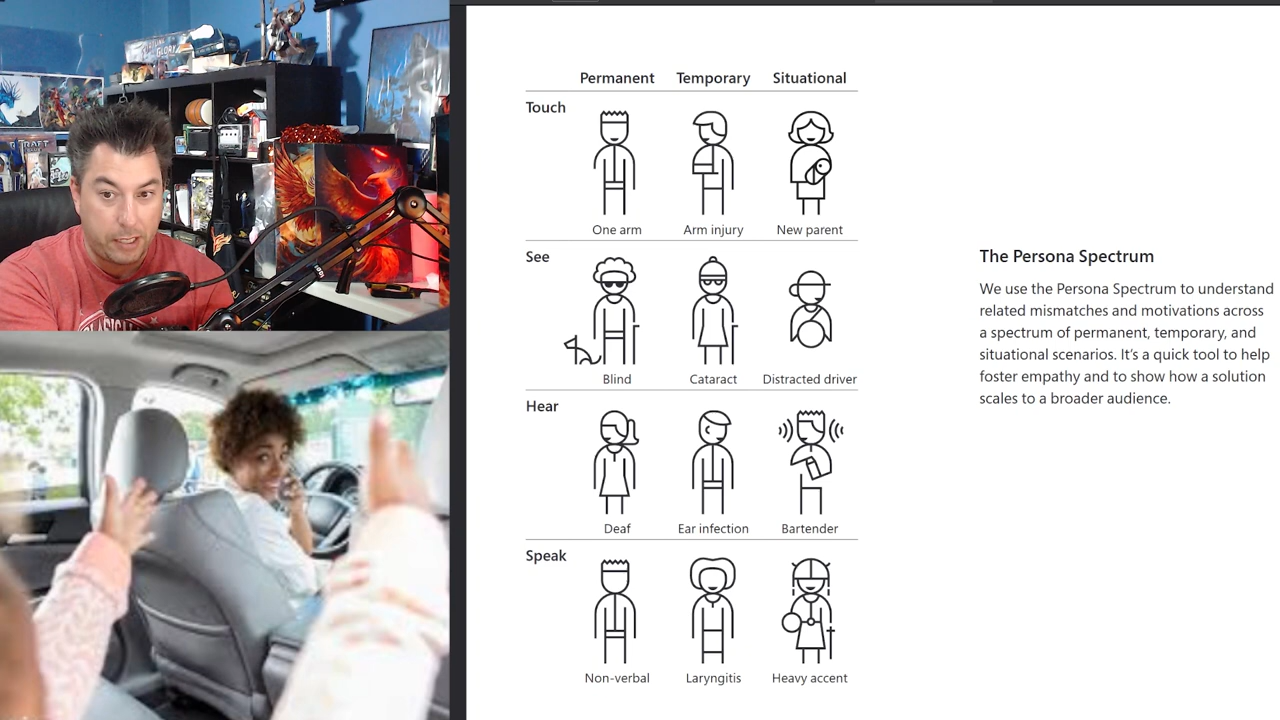 Permanent Temporary Situational
Touch
One arm Arm injury New parent
See
Blind Cataract Distracted driver
Hear
Deaf Ear infection Bartender
Speak
Non-verbal Laryngitis Heavy accent
The Persona Spectrum
We use the Persona Spectrum to understand
related mismatches and motivations across
a spectrum of permanent, temporary, and
situational scenarios. It’s a quick tool to help
foster empathy and to show how a solution
scales to a broader audience.